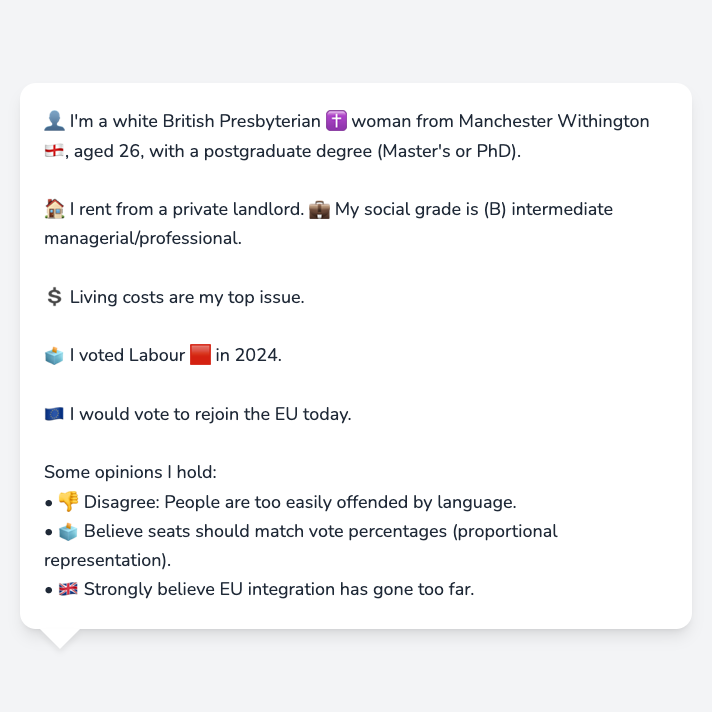 👤 I'm a white British Presbyterian ✝️ woman from Manchester Withington
🏴󠁧󠁢󠁥󠁮󠁧󠁿, aged 26, with a postgraduate degree (Master's or PhD).
🏠 I rent from a private landlord. 💼 My social grade is (B) intermediate
managerial/professional.
💲 Living costs are my top issue.
🗳️ I voted Labour 🟥 in 2024.
🇪🇺 I would vote to rejoin the EU today.
Some opinions I hold:
• 👎 Disagree: People are too easily offended by language.
• 🗳️ Believe seats should match vote percentages (proportional
representation).
• 🇬🇧 Strongly believe EU integration has gone too far.